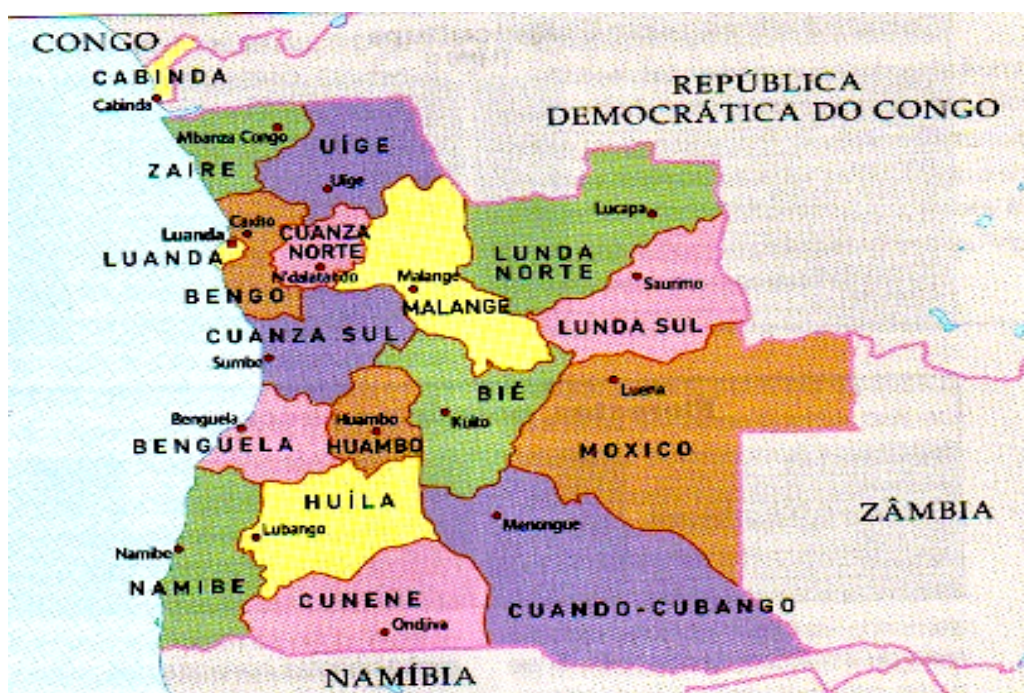 CONGO
CABINDA
Cabinda
REPÚBLICA
DEMOCRÁTICA DO CONGO
Mbanza Congo
UÍGE
ZAIRE
Uíge
Lucapa
Caxito
Luanda
CUANZA
NORTE
LUANDA
LUNDA
NORTE
N'dalatando
Malange
Saurimo
BENGO
MALANGE
CUANZA SUL
LUNDA SUL
Sumbe
Luena
BIÉ
Benguela
Huambo
Kuito
BENGUELA
HUAMBO
MOXICO
HUÍLA
ZÂMBIA
Menongue
Lubango
Namibe
NAMIBE
CUNENE
CUANDO-CUBANGO
Ondjiva
NAMÍBIA